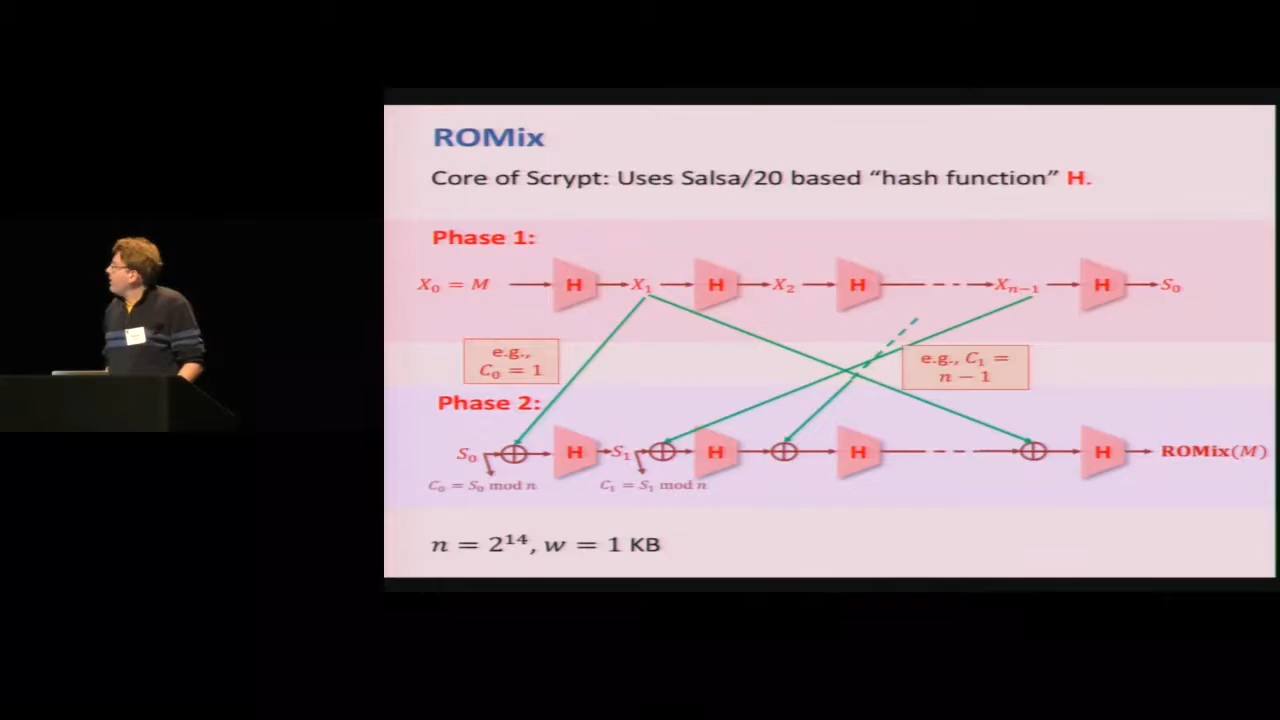 ROMix
Core of Scrypt: Uses Salsa/20 based “hash function” H.
Phase 1:
X₀ = M H X₁ H X₂ H Xₙ₋₁ H S₀
e.g., C₀ = 1
e.g., C₁ = n − 1
Phase 2:
S₀ H S₁ H H H ROMix(M)
C₀ = S₀ mod n C₁ = S₁ mod n
n = 2¹⁴, w = 1 KB